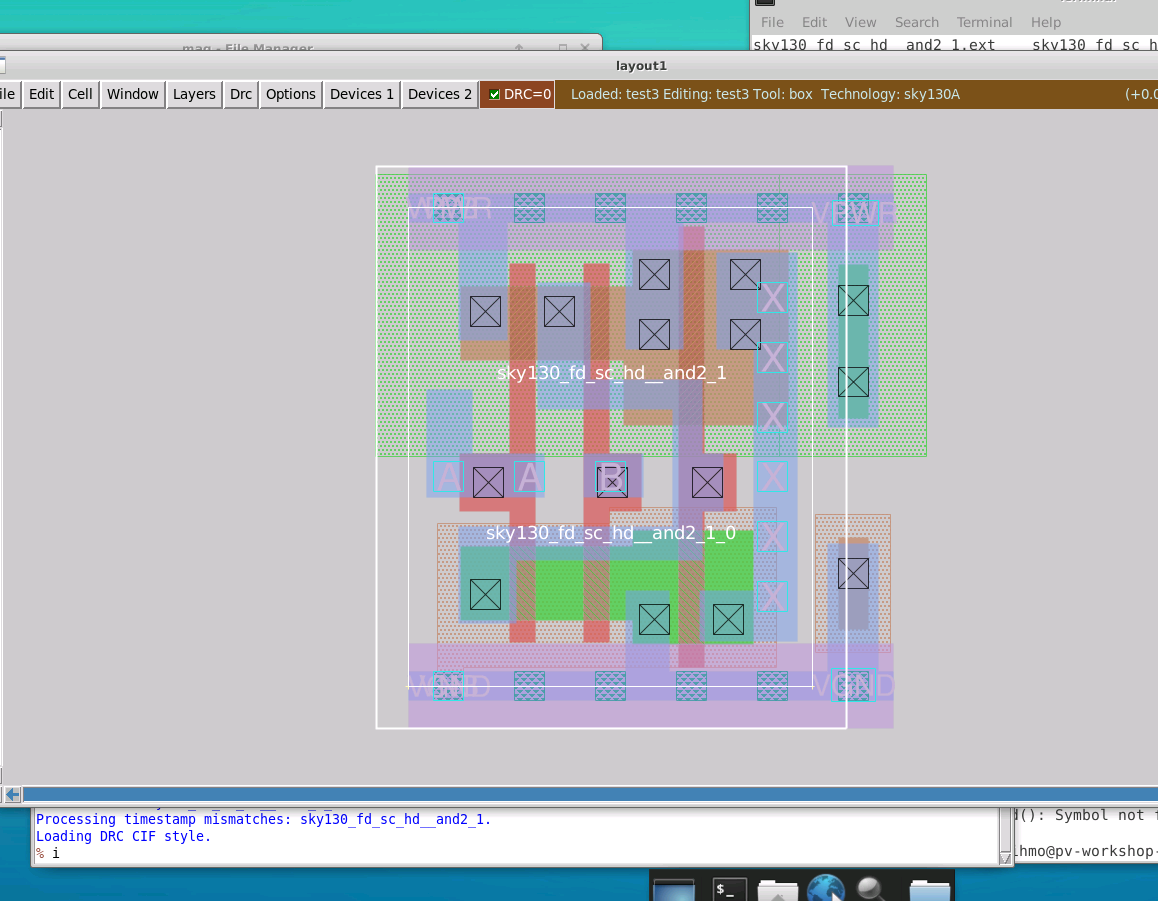 mag - File Manager
Terminal
File Edit View Search Terminal Help
sky130_fd_sc_hd__and2_1.ext sky130_fd_sc_h
layout1
ile Edit Cell Window Layers Drc Options Devices 1 Devices 2 DRC=0 Loaded: test3 Editing: test3 Tool: box Technology: sky130A (+0.0
VPWR VPWR
X
X
sky130_fd_sc_hd__and2_1
X
A A B X
sky130_fd_sc_hd__and2_1_0 X
X
VGND VGND
Processing timestamp mismatches: sky130_fd_sc_hd__and2_1.
d(): Symbol not f
Loading DRC CIF style.
% i
ihmo@pv-workshop-
$_